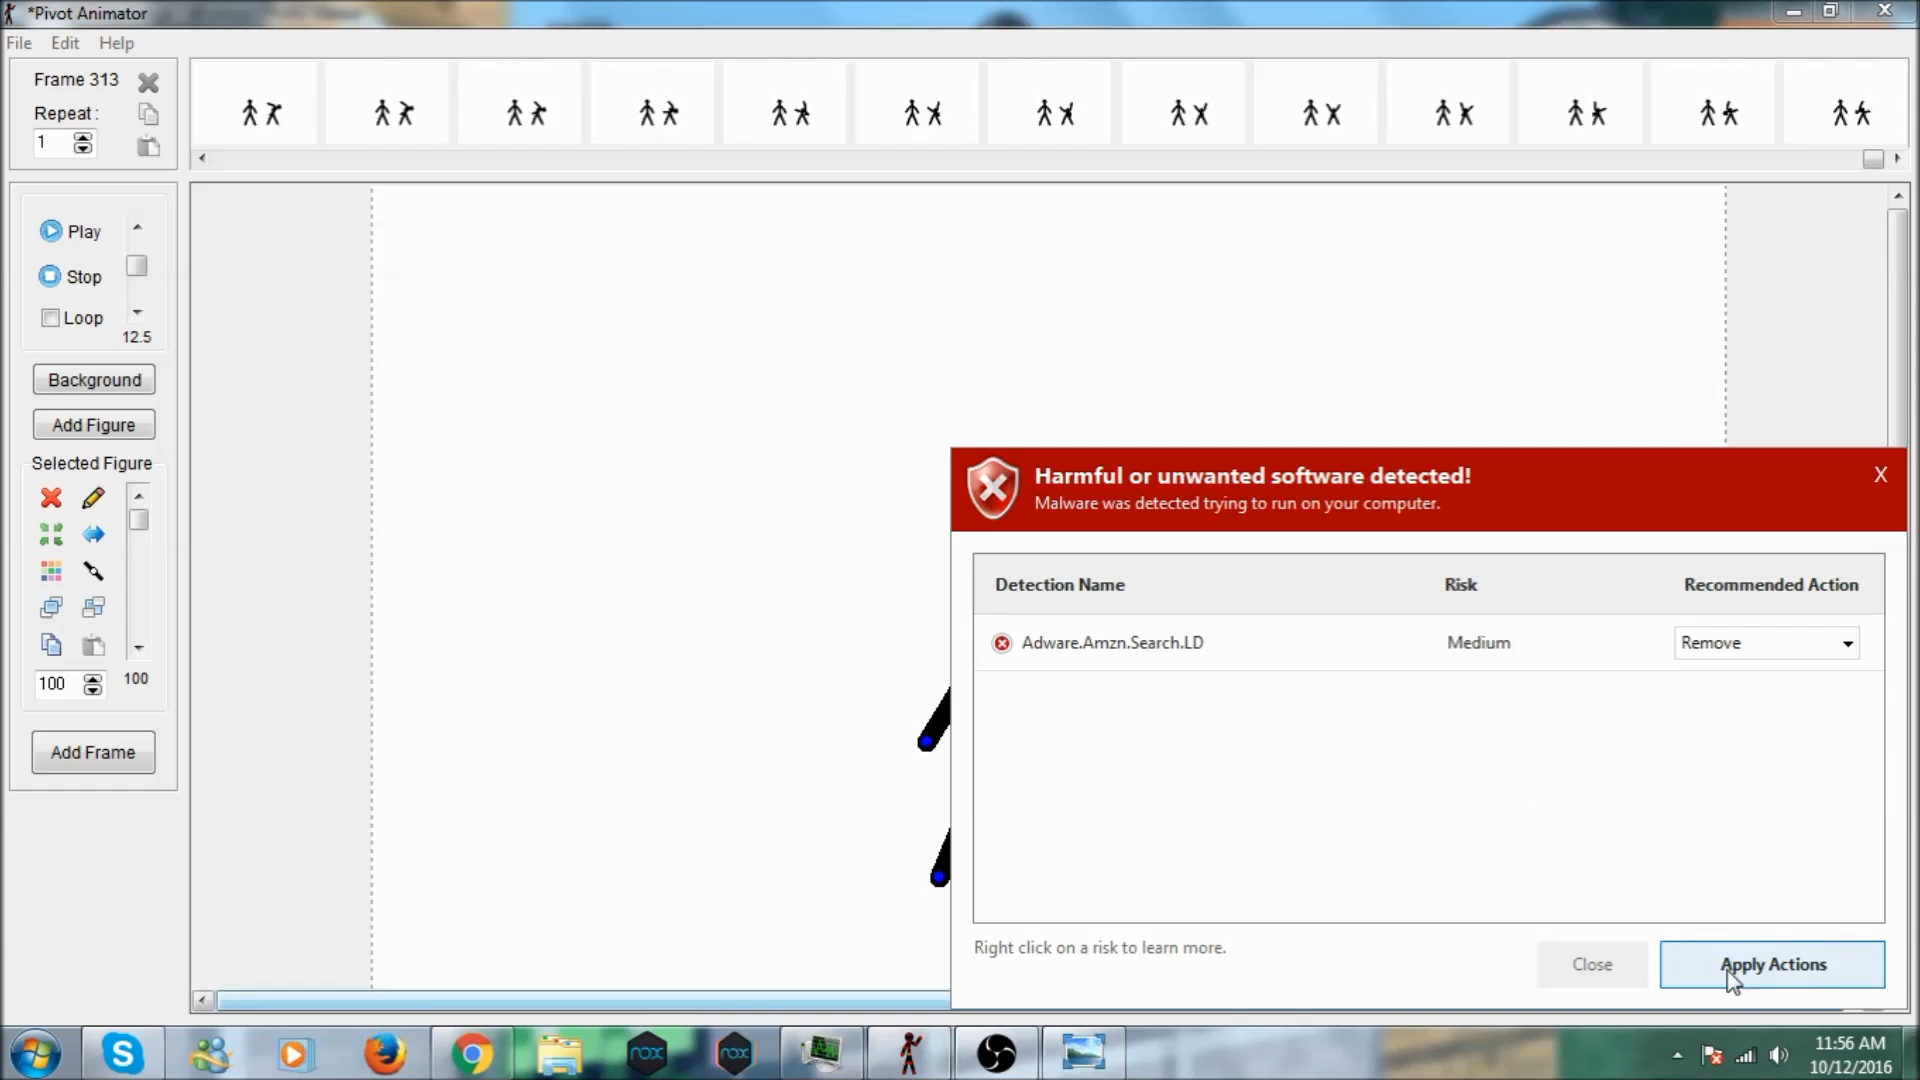 *Pivot Animator
File Edit Help
Frame 313
Repeat :
1
Play
Stop
Loop
12.5
Background
Add Figure
Selected Figure
100
100
Add Frame
Harmful or unwanted software detected!
X
Malware was detected trying to run on your computer.
Detection Name Risk Recommended Action
Adware.Amzn.Search.LD Medium Remove
Right click on a risk to learn more.
Close Apply Actions
S nox nox
11:56 AM
10/12/2016